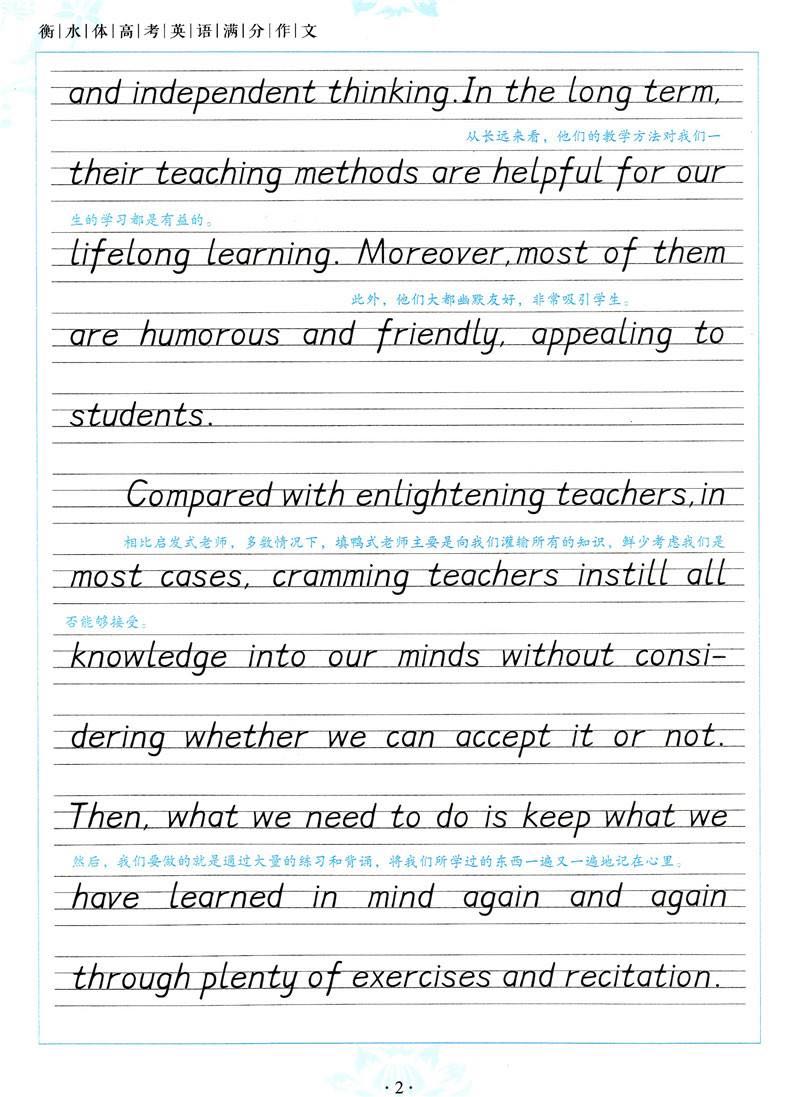 衡|水|体|高|考|英|语|满|分|作|文
and independent thinking.In the long term,
从长远来看，他们的教学方法对我们一
their teaching methods are helpful for our
生的学习都是有益的。
lifelong learning. Moreover,most of them
此外，他们大都幽默友好，非常吸引学生。
are humorous and friendly, appealing to
students.
Compared with enlightening teachers,in
相比启发式老师，多数情况下，填鸭式老师主要是向我们灌输所有的知识，鲜少考虑我们是
most cases, cramming teachers instill all
否能够接受。
knowledge into our minds without consi-
dering whether we can accept it or not.
Then, what we need to do is keep what we
然后，我们要做的就是通过大量的练习和背诵，将我们所学过的东西一遍又一遍地记在心里。
have learned in mind again and again
through plenty of exercises and recitation.
·2·